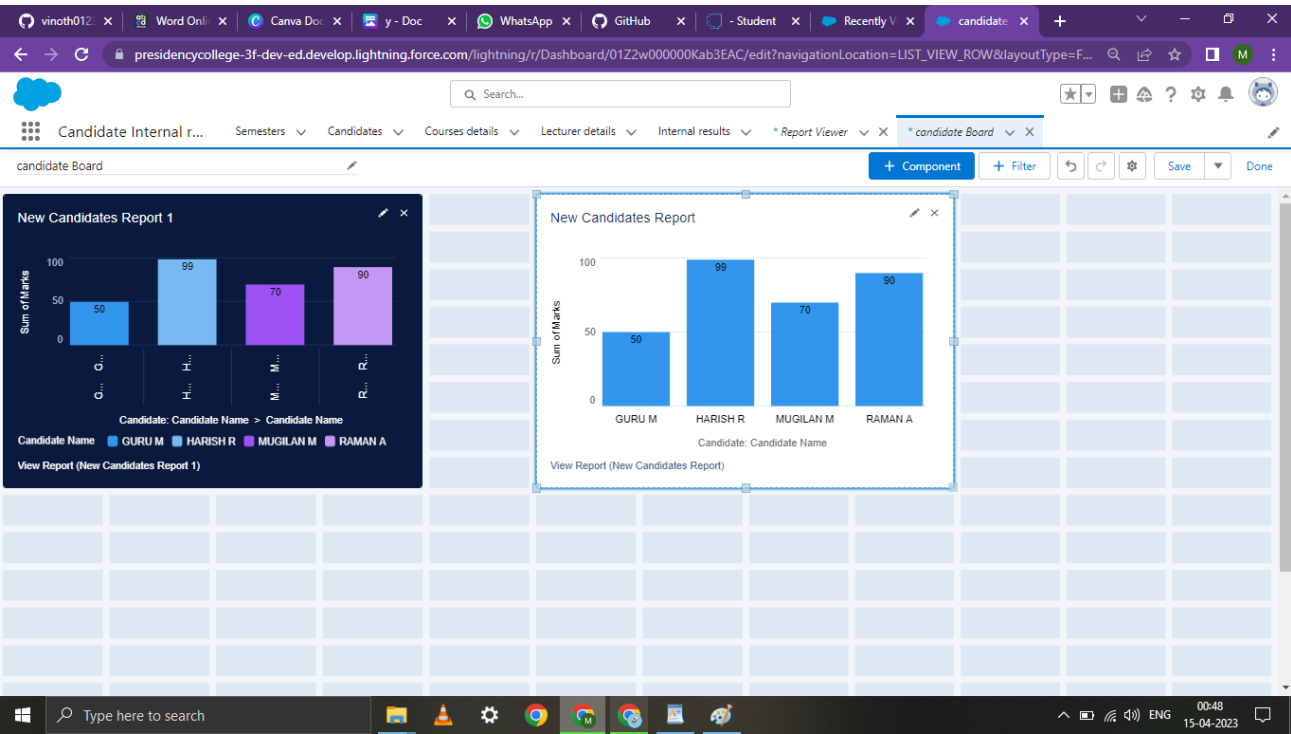 vinoth012 Word Onlin Canva Doc y - Doc WhatsApp GitHub - Student Recently V candidate
presidencycollege-3f-dev-ed.develop.lightning.force.com/lightning/r/Dashboard/01Z2w000000Kab3EAC/edit?navigationLocation=LIST_VIEW_ROW&layoutType=F... M
Search...
Candidate Internal r... Semesters Candidates Courses details Lecturer details Internal results * Report Viewer * candidate Board
candidate Board + Component + Filter Save Done
New Candidates Report 1
Sum of Marks
100
50
0
50
99
70
90
G...
H...
M...
R...
G...
H...
M...
R...
Candidate: Candidate Name > Candidate Name
Candidate Name GURU M HARISH R MUGILAN M RAMAN A
View Report (New Candidates Report 1)
New Candidates Report
Sum of Marks
100
50
0
50
99
70
90
GURU M HARISH R MUGILAN M RAMAN A
Candidate: Candidate Name
View Report (New Candidates Report)
Type here to search
ENG
00:48
15-04-2023